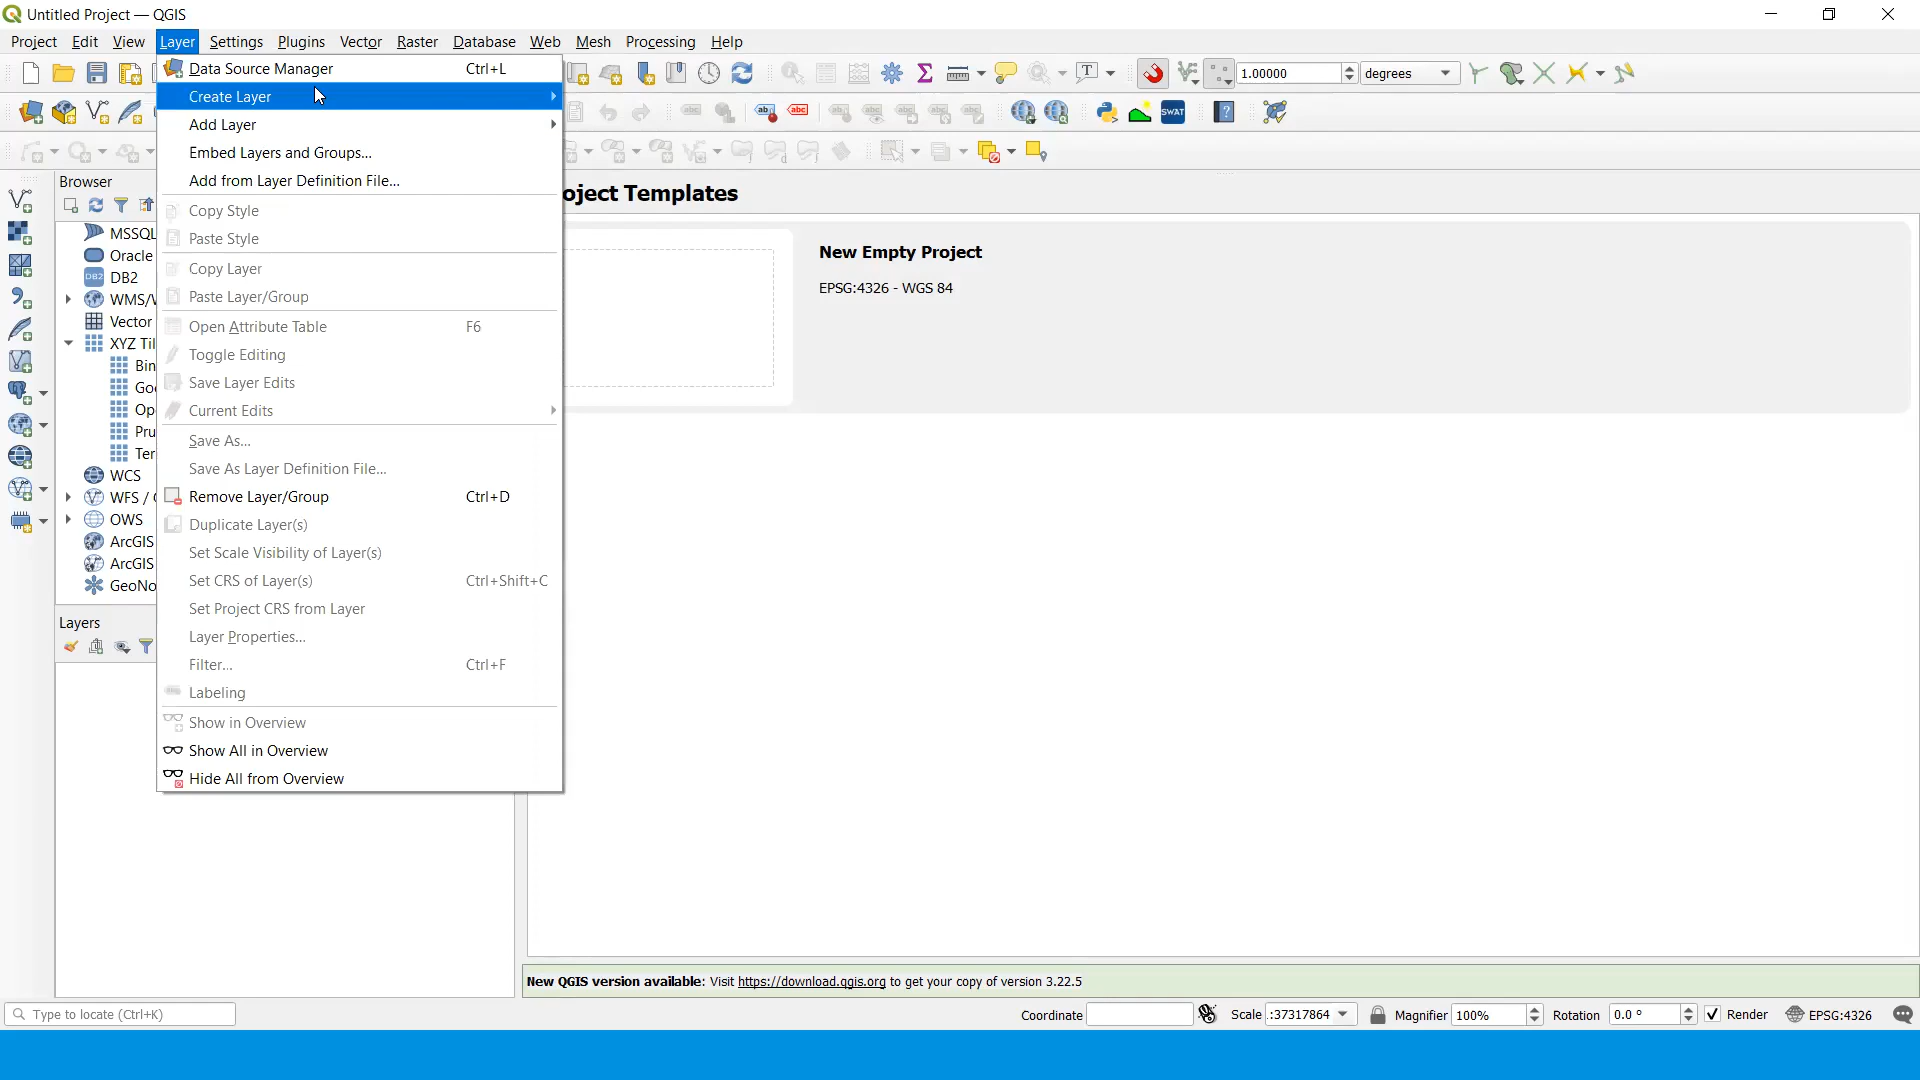 Untitled Project — QGIS
Project Edit View Layer Settings Plugins Vector Raster Database Web Mesh Processing Help
Data Source Manager Ctrl+L
Create Layer
Add Layer
Embed Layers and Groups...
Add from Layer Definition File...
Copy Style
Paste Style
Copy Layer
Paste Layer/Group
Open Attribute Table F6
Toggle Editing
Save Layer Edits
Current Edits
Save As...
Save As Layer Definition File...
Remove Layer/Group Ctrl+D
Duplicate Layer(s)
Set Scale Visibility of Layer(s)
Set CRS of Layer(s) Ctrl+Shift+C
Set Project CRS from Layer
Layer Properties...
Filter... Ctrl+F
Labeling
Show in Overview
Show All in Overview
Hide All from Overview
1.00000 degrees
abc abc
SWAT
Browser
MSSQL
Oracle
DB2 DB2
WMS/
Vector
XYZ Til
Bin
Goo
Op
Pru
Ter
WCS
WFS /
OWS
ArcGIS
ArcGIS
GeoNo
Layers
oject Templates
New Empty Project
EPSG:4326 - WGS 84
New QGIS version available: Visit https://download.qgis.org to get your copy of version 3.22.5
Type to locate (Ctrl+K)
Coordinate Scale :37317864 Magnifier 100% Rotation 0.0 ° Render EPSG:4326